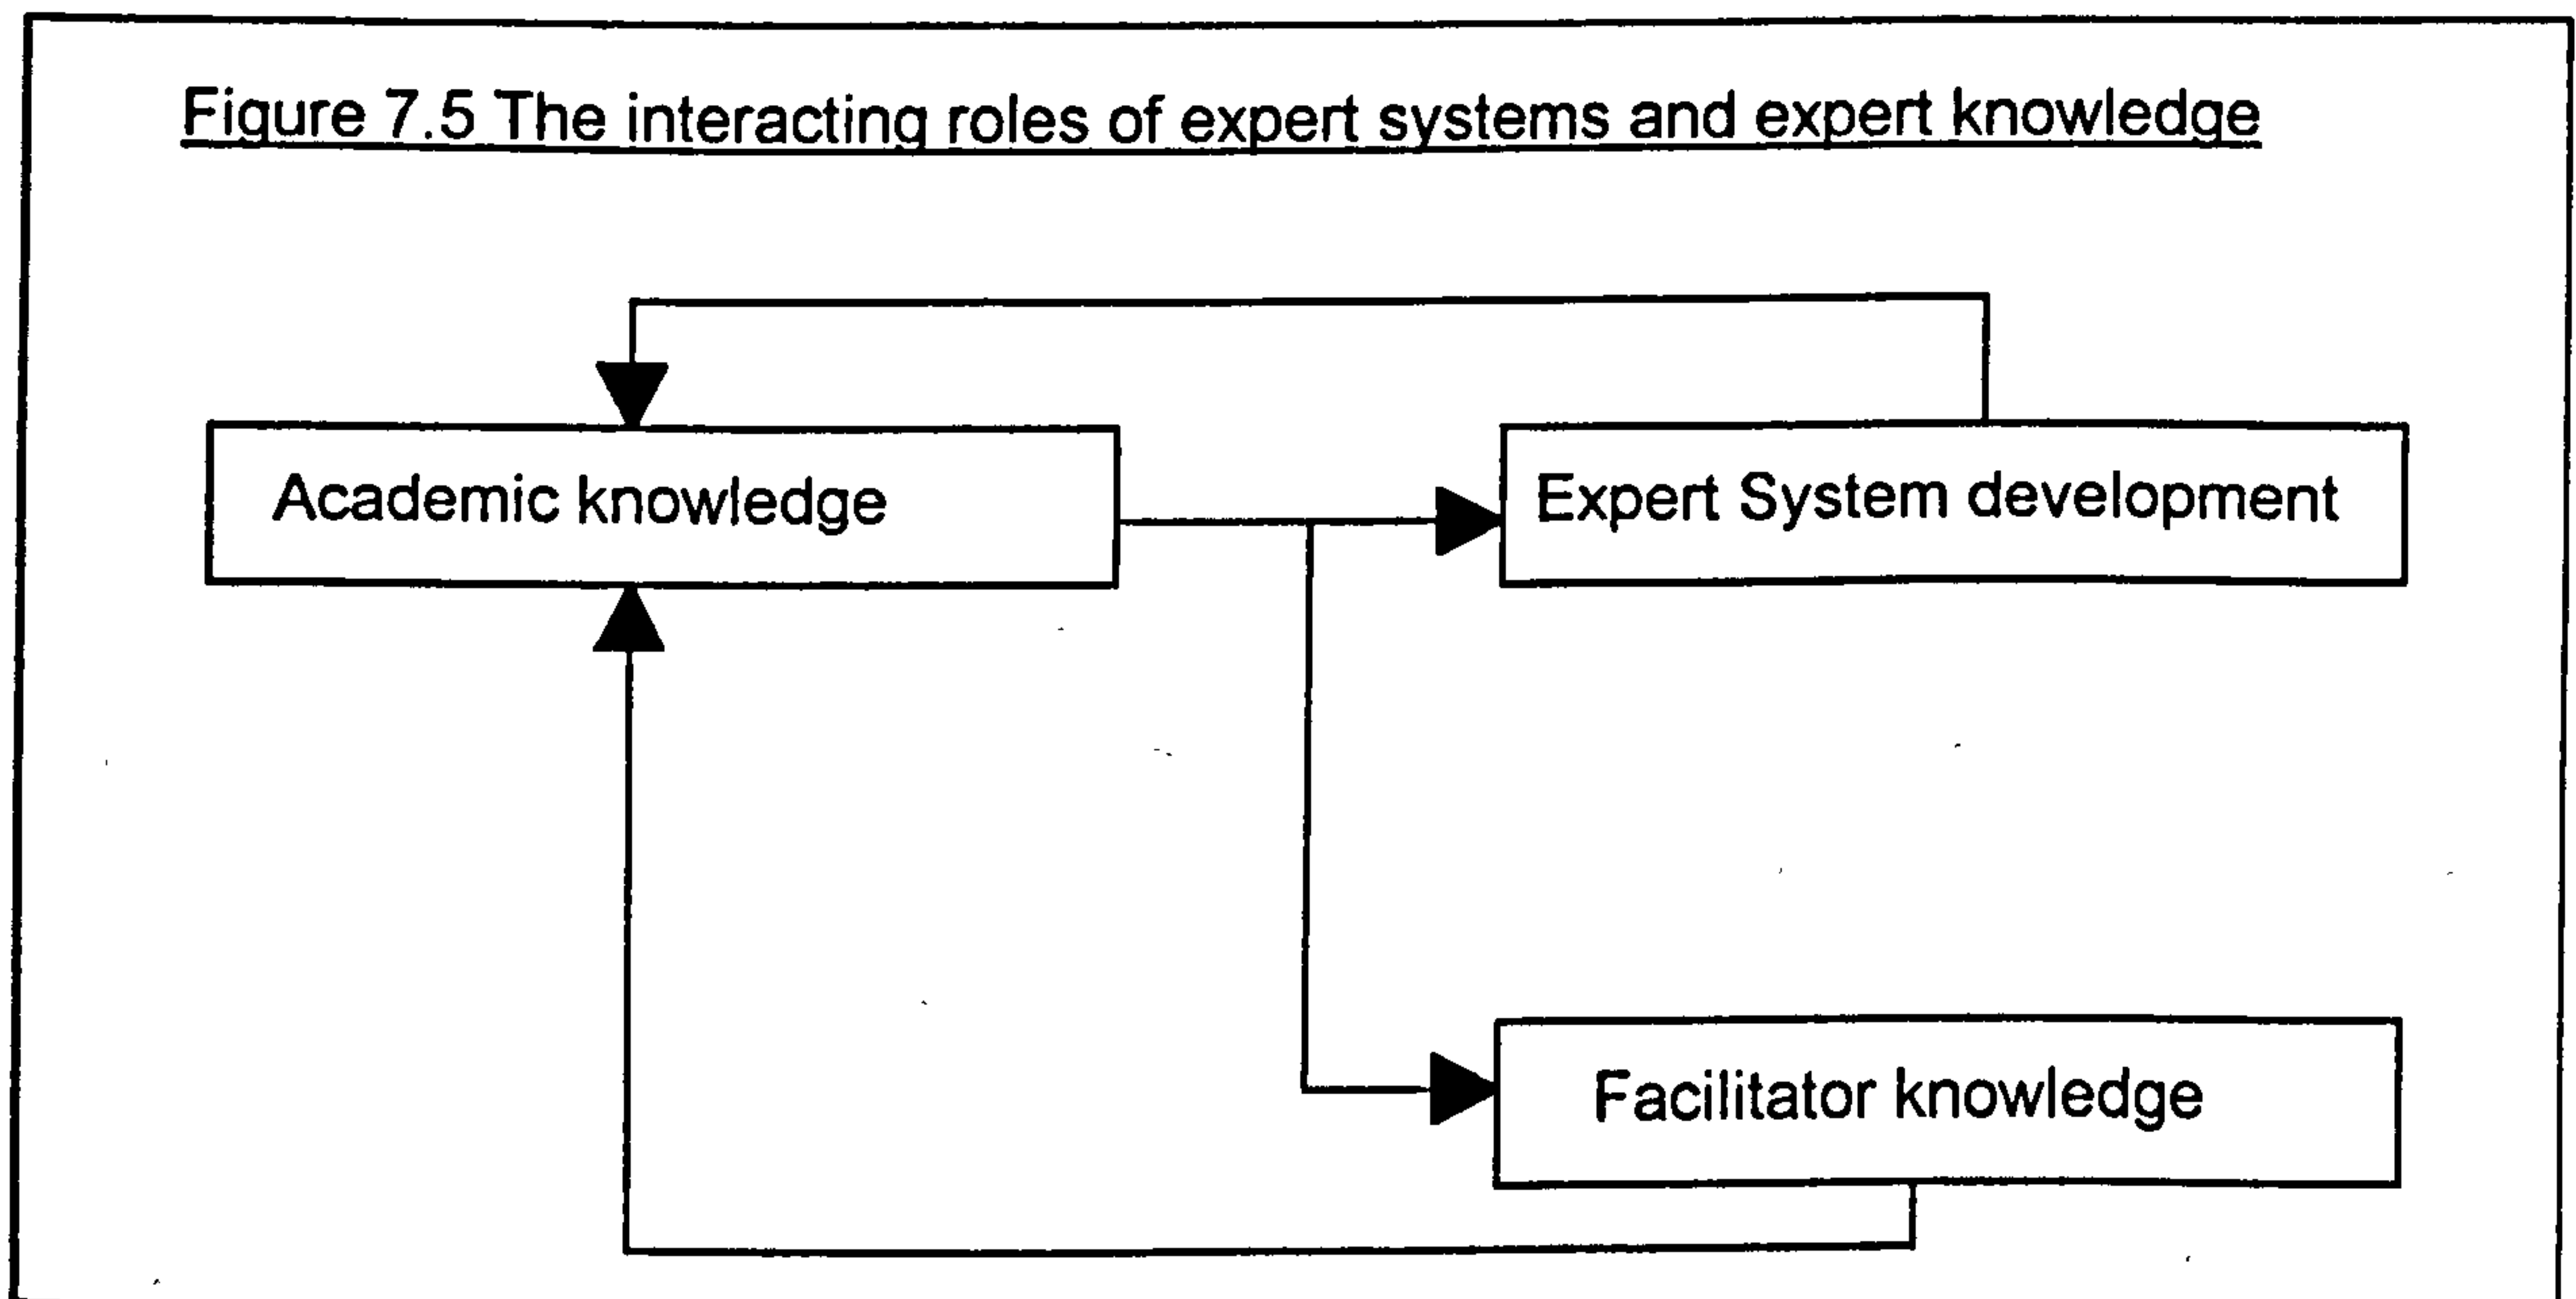 Figure 7.5 The interacting roles of expert systems and expert knowledge
Academic knowledge
Expert System development
Facilitator knowledge